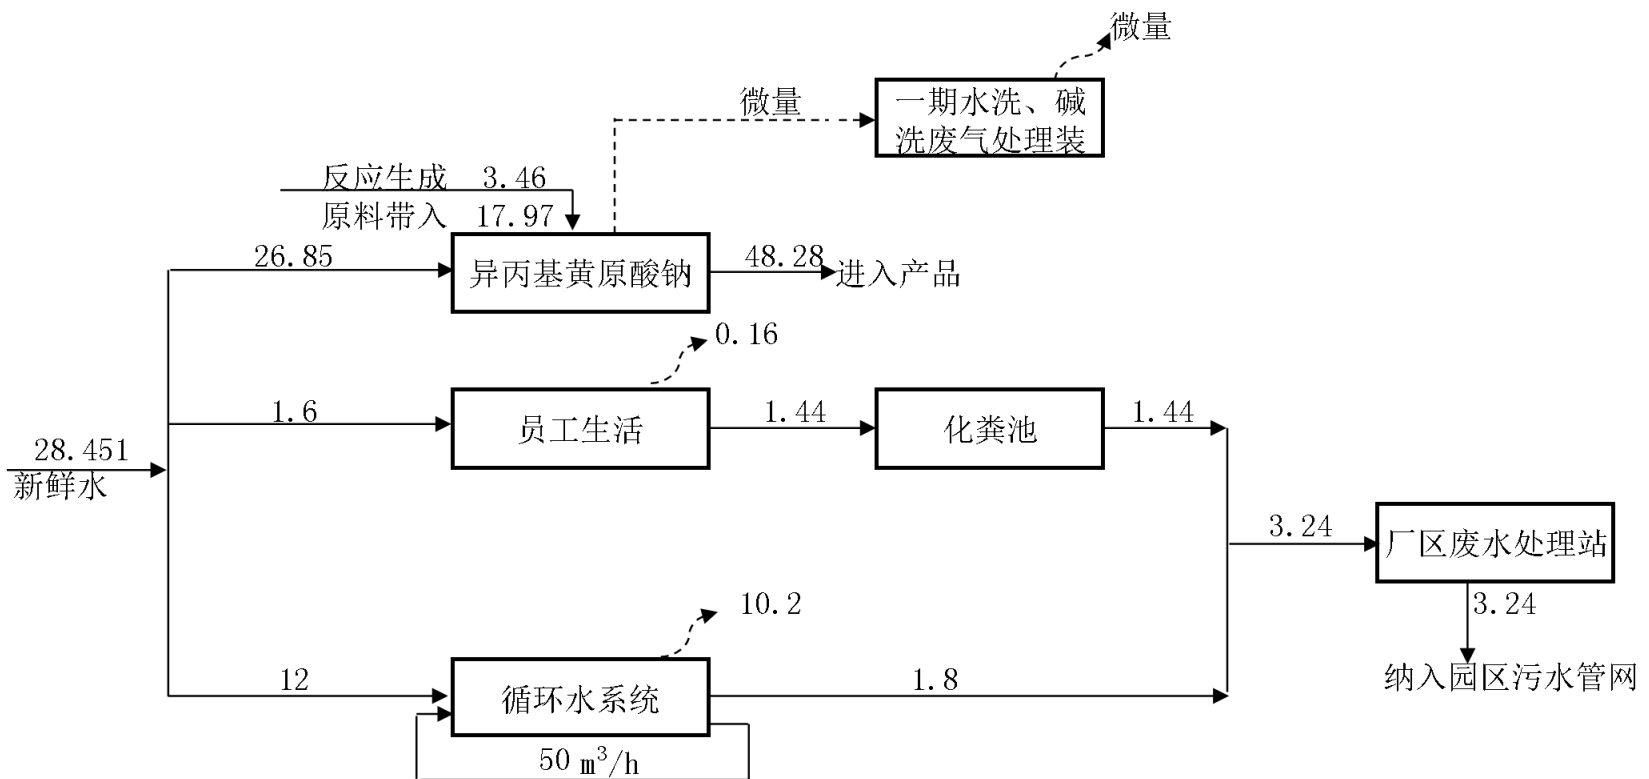 微量
微量
一期水洗、碱
洗废气处理装
反应生成 3.46
原料带入 17.97
26.85
异丙基黄原酸钠
48.28
进入产品
0.16
1.6
员工生活
1.44
化粪池
1.44
28.451
新鲜水
3.24
厂区废水处理站
3.24
纳入园区污水管网
10.2
12
循环水系统
1.8
50 m³/h